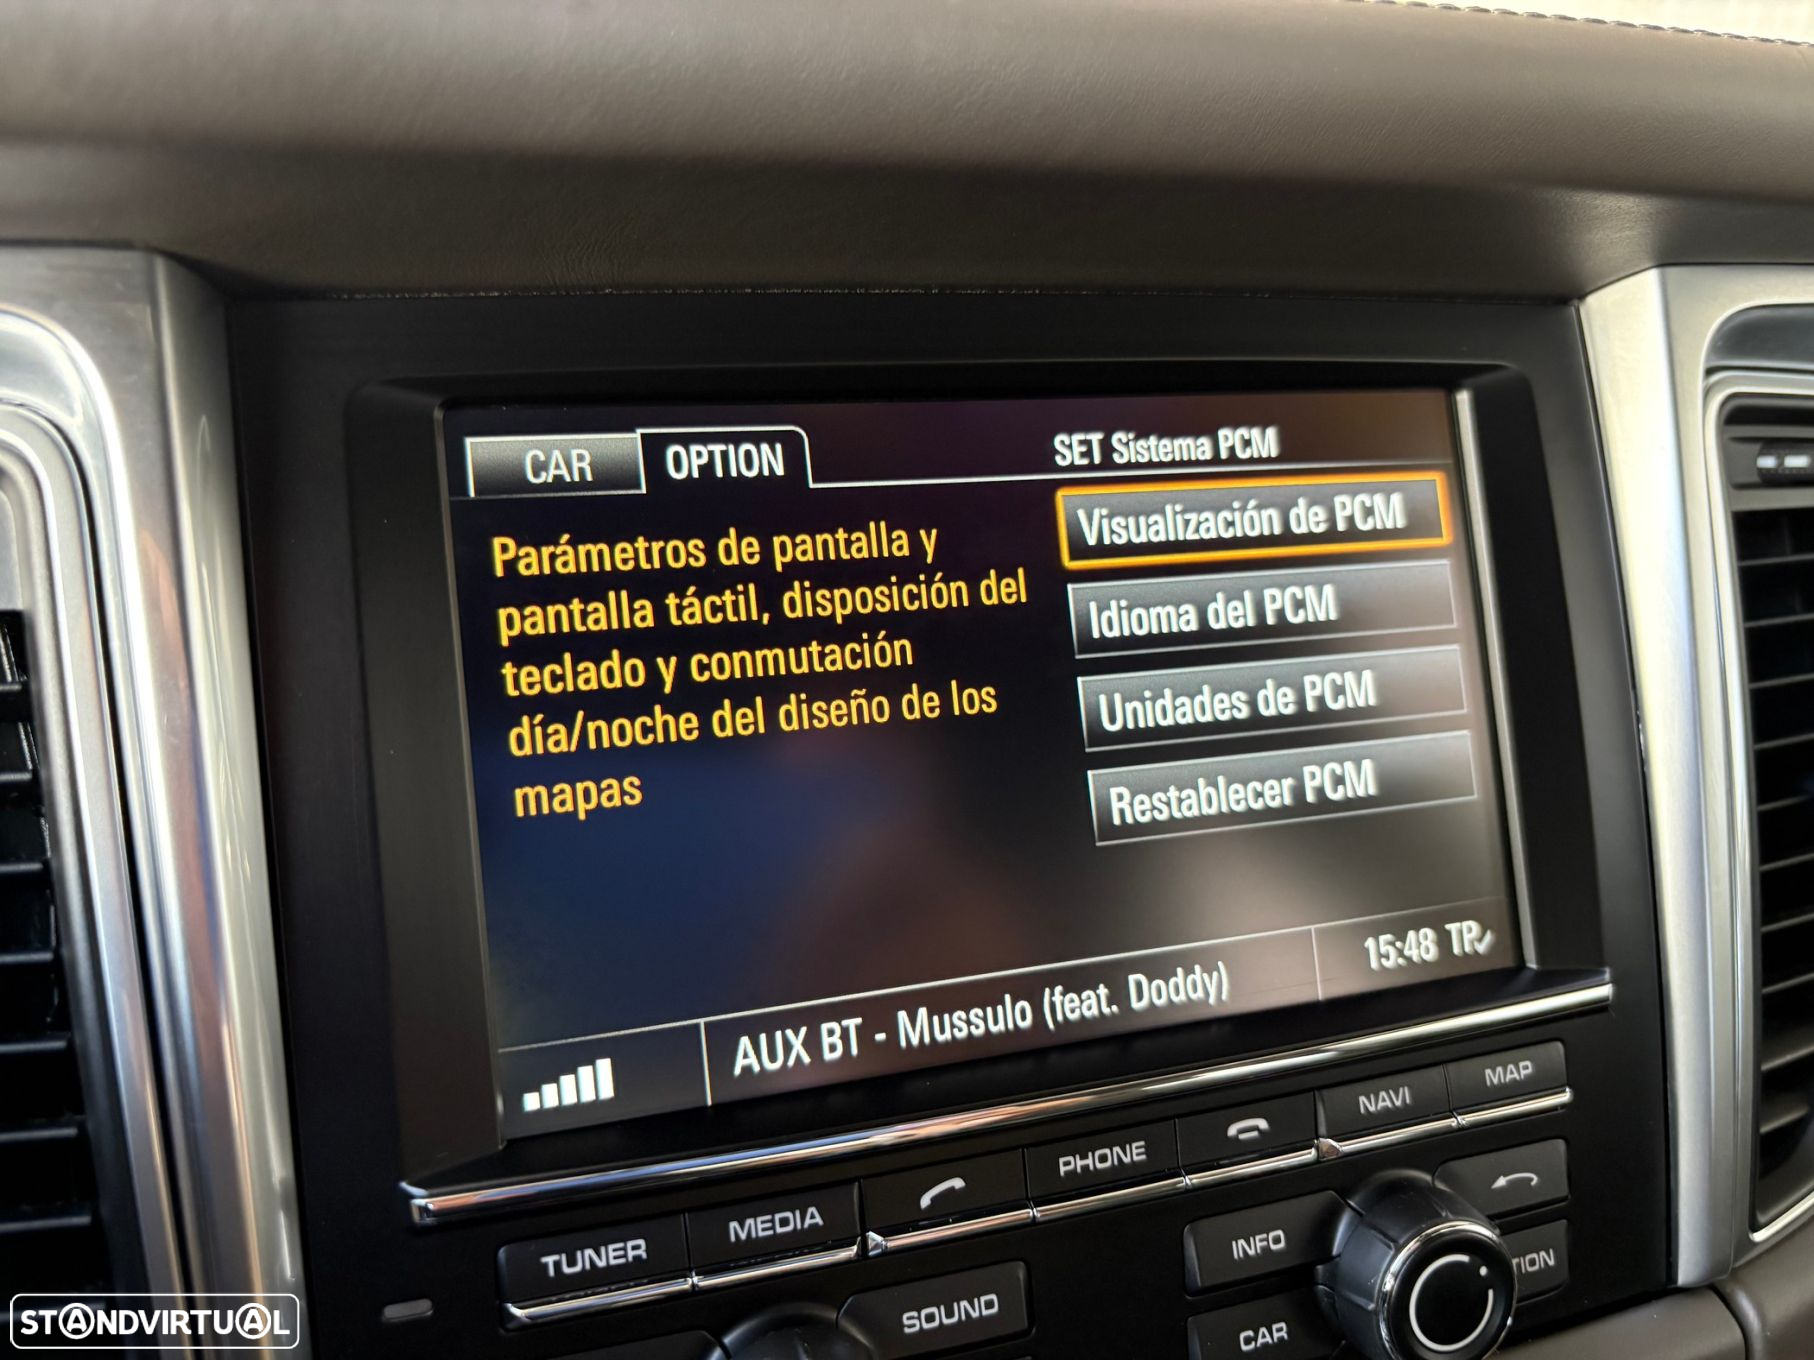 CAR
OPTION
SET Sistema PCM
Parámetros de pantalla y
pantalla táctil, disposición del
teclado y conmutación
día/noche del diseño de los
mapas
Visualización de PCM
Idioma del PCM
Unidades de PCM
Restablecer PCM
AUX BT - Mussulo (feat. Doddy)
15:48 TP
TUNER
MEDIA
PHONE
NAVI
MAP
SOUND
INFO
CAR
TION
STANDVIRTUAL